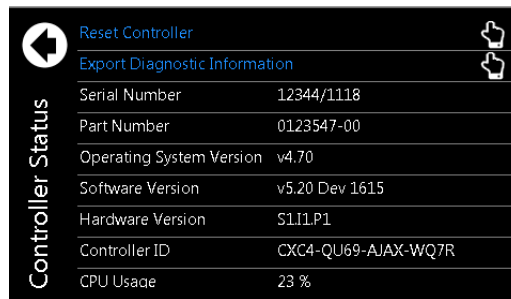 Controller Status
Reset Controller
Export Diagnostic Information
Serial Number 12344/1118
Part Number 0123547-00
Operating System Version v4.70
Software Version v5.20 Dev 1615
Hardware Version S1.I1.P1
Controller ID CXC4-QU69-AJAX-WQ7R
CPU Usage 23 %